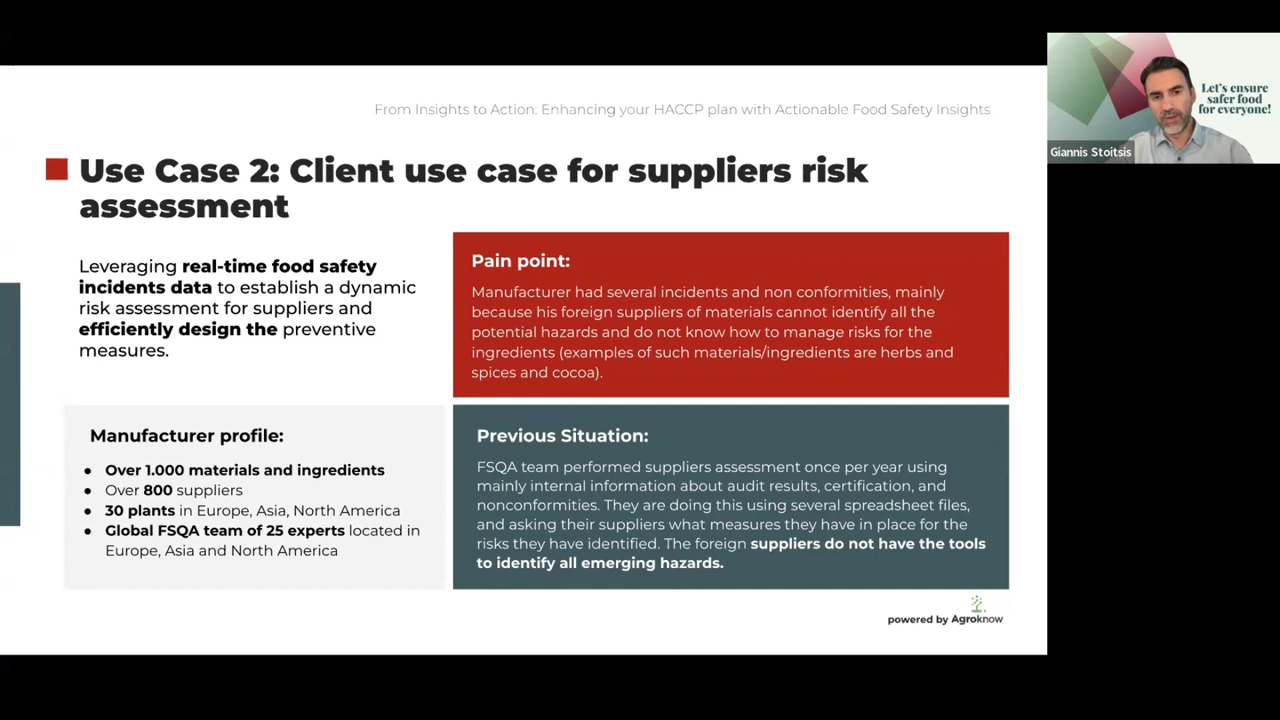 From Insights to Action: Enhancing your HACCP plan with Actionable Food Safety Insights
Let's ensure
safer food
for everyone!
Giannis Stoitsis
Use Case 2: Client use case for suppliers risk
assessment
Leveraging real-time food safety
incidents data to establish a dynamic
risk assessment for suppliers and
efficiently design the preventive
measures.
Pain point:
Manufacturer had several incidents and non conformities, mainly
because his foreign suppliers of materials cannot identify all the
potential hazards and do not know how to manage risks for the
ingredients (examples of such materials/ingredients are herbs and
spices and cocoa).
Manufacturer profile:
● Over 1.000 materials and ingredients
● Over 800 suppliers
● 30 plants in Europe, Asia, North America
● Global FSQA team of 25 experts located in
Europe, Asia and North America
Previous Situation:
FSQA team performed suppliers assessment once per year using
mainly internal information about audit results, certification, and
nonconformities. They are doing this using several spreadsheet files,
and asking their suppliers what measures they have in place for the
risks they have identified. The foreign suppliers do not have the tools
to identify all emerging hazards.
powered by Agroknow